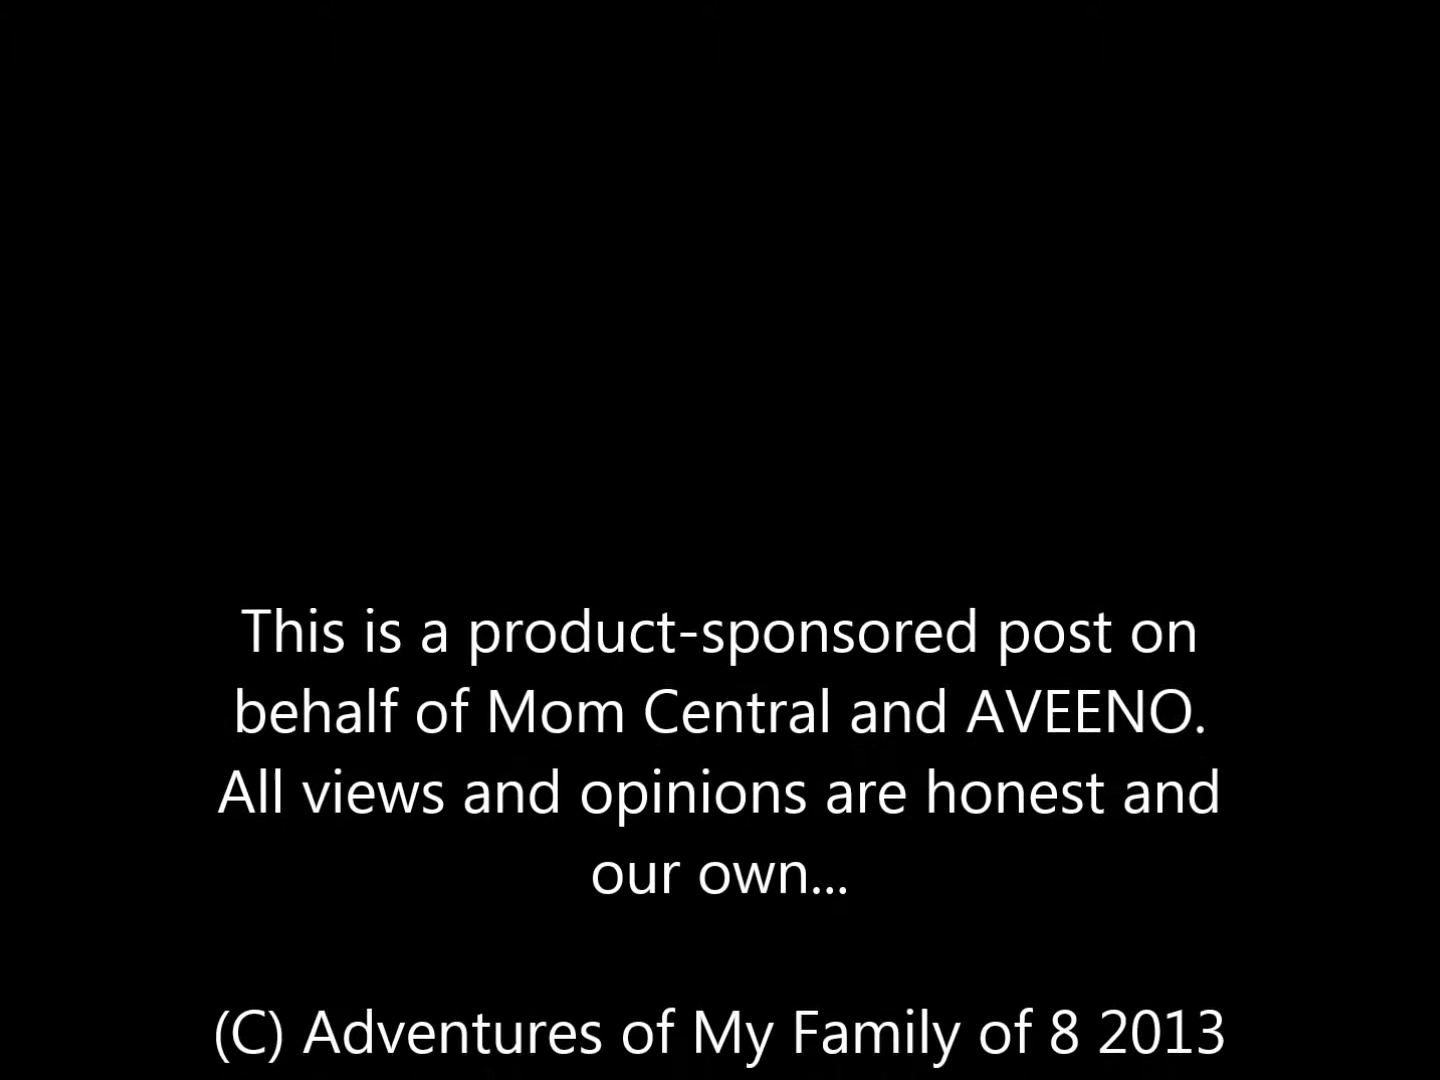 This is a product-sponsored post on
behalf of Mom Central and AVEENO.
All views and opinions are honest and
our own...
(C) Adventures of My Family of 8 2013